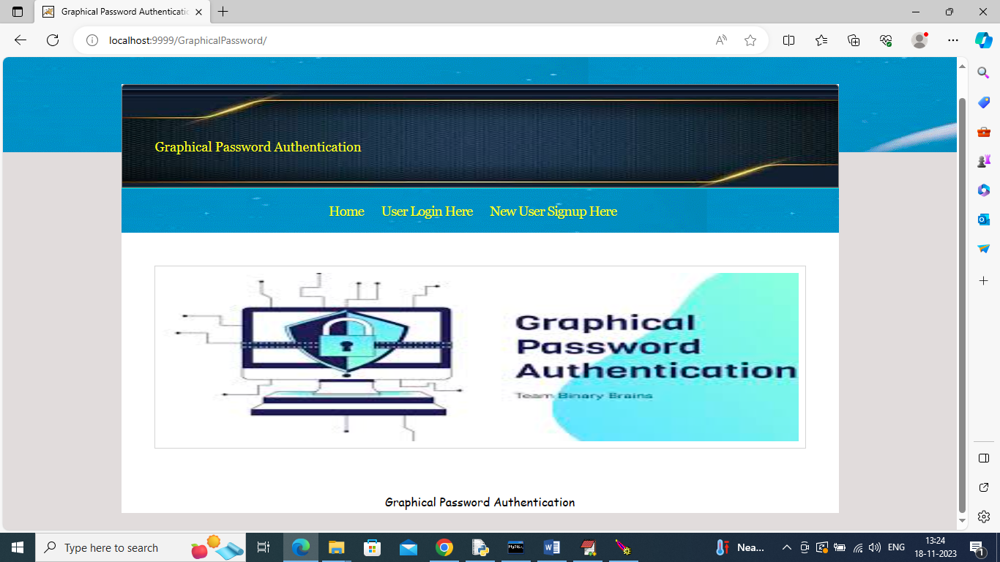 Graphical Password Authenticatic
localhost:9999/GraphicalPassword/
Graphical Password Authentication
Home User Login Here New User Signup Here
Graphical
Password
Authentication
Team Binary Brains
Graphical Password Authentication
Type here to search
Nea...
ENG
13:24
18-11-2023
1